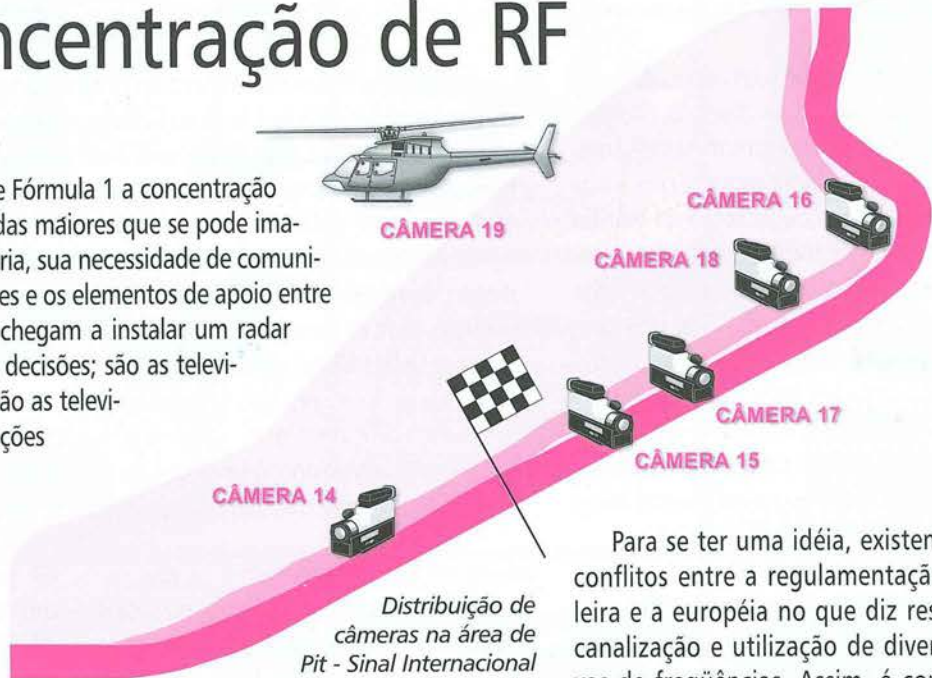 ncentração de RF
e Fórmula 1 a concentração
das maiores que se pode ima-
ria, sua necessidade de comuni-
es e os elementos de apoio entre
chegam a instalar um radar
decisões; são as televi-
ão as televi-
ções
CÂMERA 19
CÂMERA 16
CÂMERA 18
CÂMERA 17
CÂMERA 15
CÂMERA 14
Distribuição de
câmeras na área de
Pit - Sinal Internacional
Para se ter uma idéia, existem
conflitos entre a regulamentaçã
leira e a européia no que diz res
canalização e utilização de diver